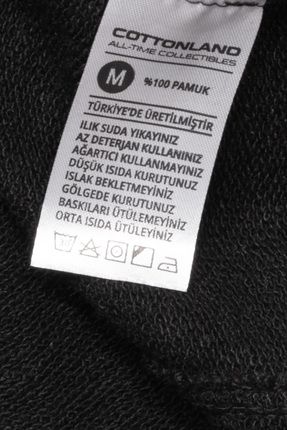 COTTONLAND
ALL-TIME COLLECTIBLES
M %100 PAMUK
TÜRKİYE'DE ÜRETİLMİŞTİR
ILIK SUDA YIKAYINIZ
AZ DETERJAN KULLANINIZ
AĞARTICI KULLANMAYINIZ
DÜŞÜK ISIDA KURUTUNUZ
ISLAK BEKLETMEYİNİZ
GÖLGEDE KURUTUNUZ
BASKILARI ÜTÜLEMEYİNİZ
ORTA ISIDA ÜTÜLEYİNİZ